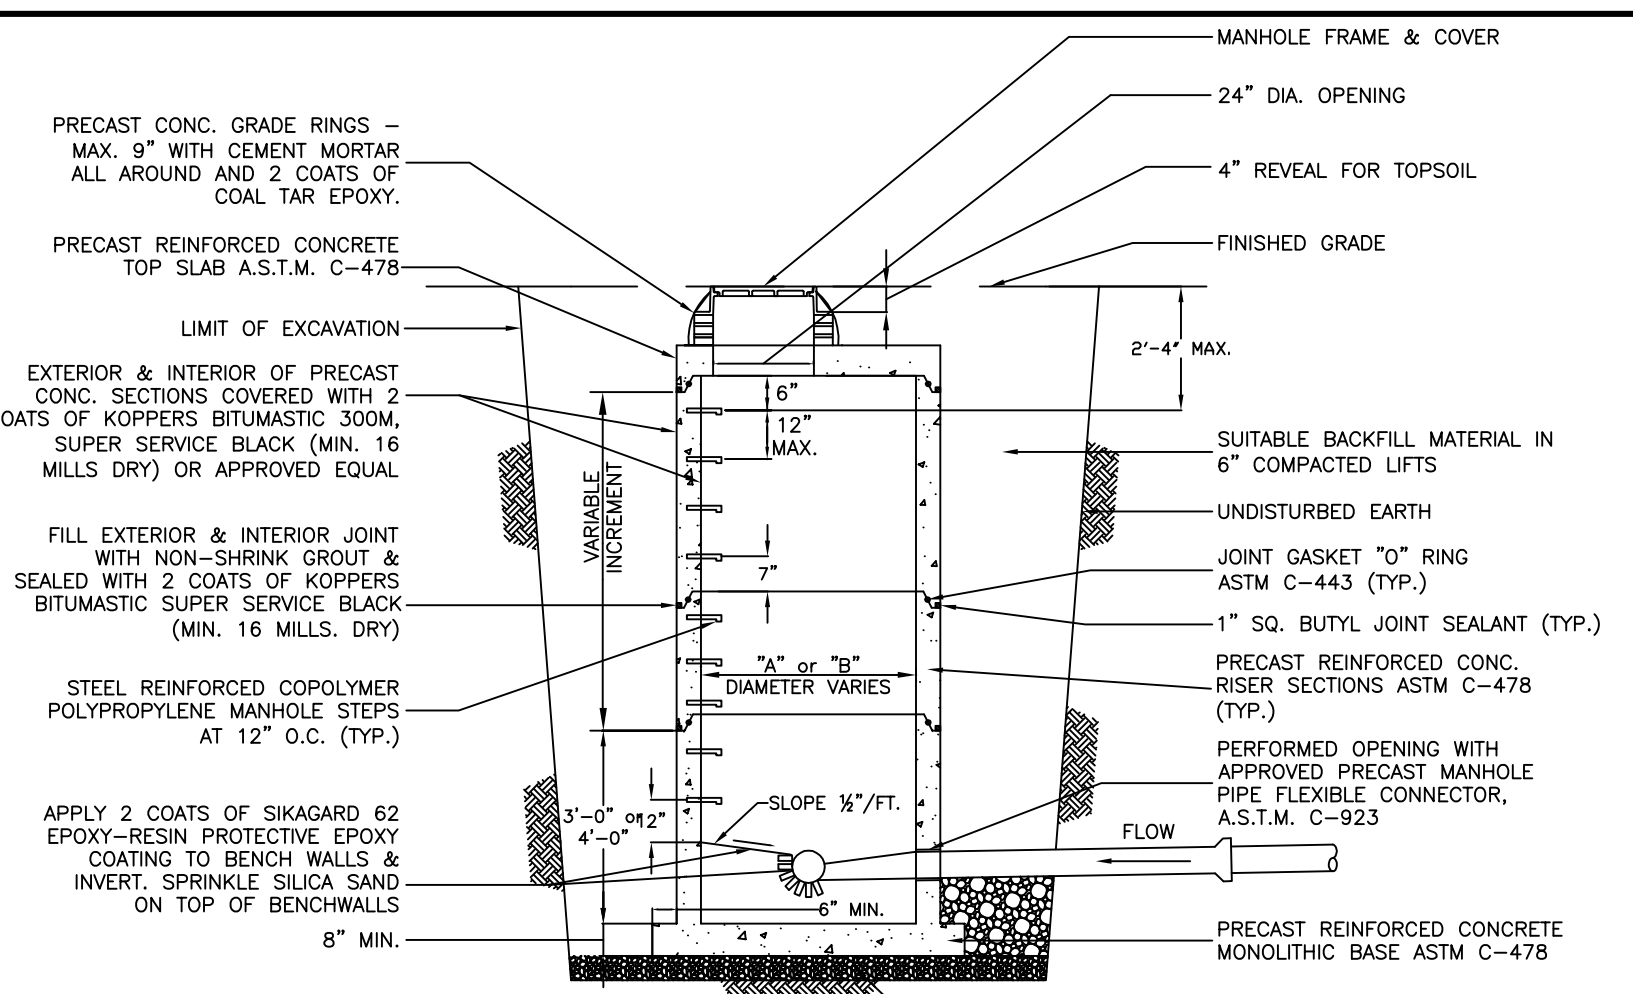 MANHOLE FRAME & COVER
24" DIA. OPENING
4" REVEAL FOR TOPSOIL
FINISHED GRADE
2'-4" MAX.
SUITABLE BACKFILL MATERIAL IN
6" COMPACTED LIFTS
UNDISTURBED EARTH
JOINT GASKET "O" RING
ASTM C-443 (TYP.)
1" SQ. BUTYL JOINT SEALANT (TYP.)
PRECAST REINFORCED CONC.
RISER SECTIONS ASTM C-478
(TYP.)
PERFORMED OPENING WITH
APPROVED PRECAST MANHOLE
PIPE FLEXIBLE CONNECTOR,
A.S.T.M. C-923
FLOW
PRECAST REINFORCED CONCRETE
MONOLITHIC BASE ASTM C-478
PRECAST CONC. GRADE RINGS –
MAX. 9" WITH CEMENT MORTAR
ALL AROUND AND 2 COATS OF
COAL TAR EPOXY.
PRECAST REINFORCED CONCRETE
TOP SLAB A.S.T.M. C-478
LIMIT OF EXCAVATION
EXTERIOR & INTERIOR OF PRECAST
CONC. SECTIONS COVERED WITH 2
OATS OF KOPPERS BITUMASTIC 300M,
SUPER SERVICE BLACK (MIN. 16
MILLS DRY) OR APPROVED EQUAL
FILL EXTERIOR & INTERIOR JOINT
WITH NON-SHRINK GROUT &
SEALED WITH 2 COATS OF KOPPERS
BITUMASTIC SUPER SERVICE BLACK
(MIN. 16 MILLS. DRY)
STEEL REINFORCED COPOLYMER
POLYPROPYLENE MANHOLE STEPS
AT 12" O.C. (TYP.)
APPLY 2 COATS OF SIKAGARD 62
EPOXY-RESIN PROTECTIVE EPOXY
COATING TO BENCH WALLS &
INVERT. SPRINKLE SILICA SAND
ON TOP OF BENCHWALLS
8" MIN.
6"
12"
MAX.
VARIABLE
INCREMENT
7"
"A" or "B"
DIAMETER VARIES
SLOPE ½"/FT.
3'-0" or
4'-0"
12"
6" MIN.